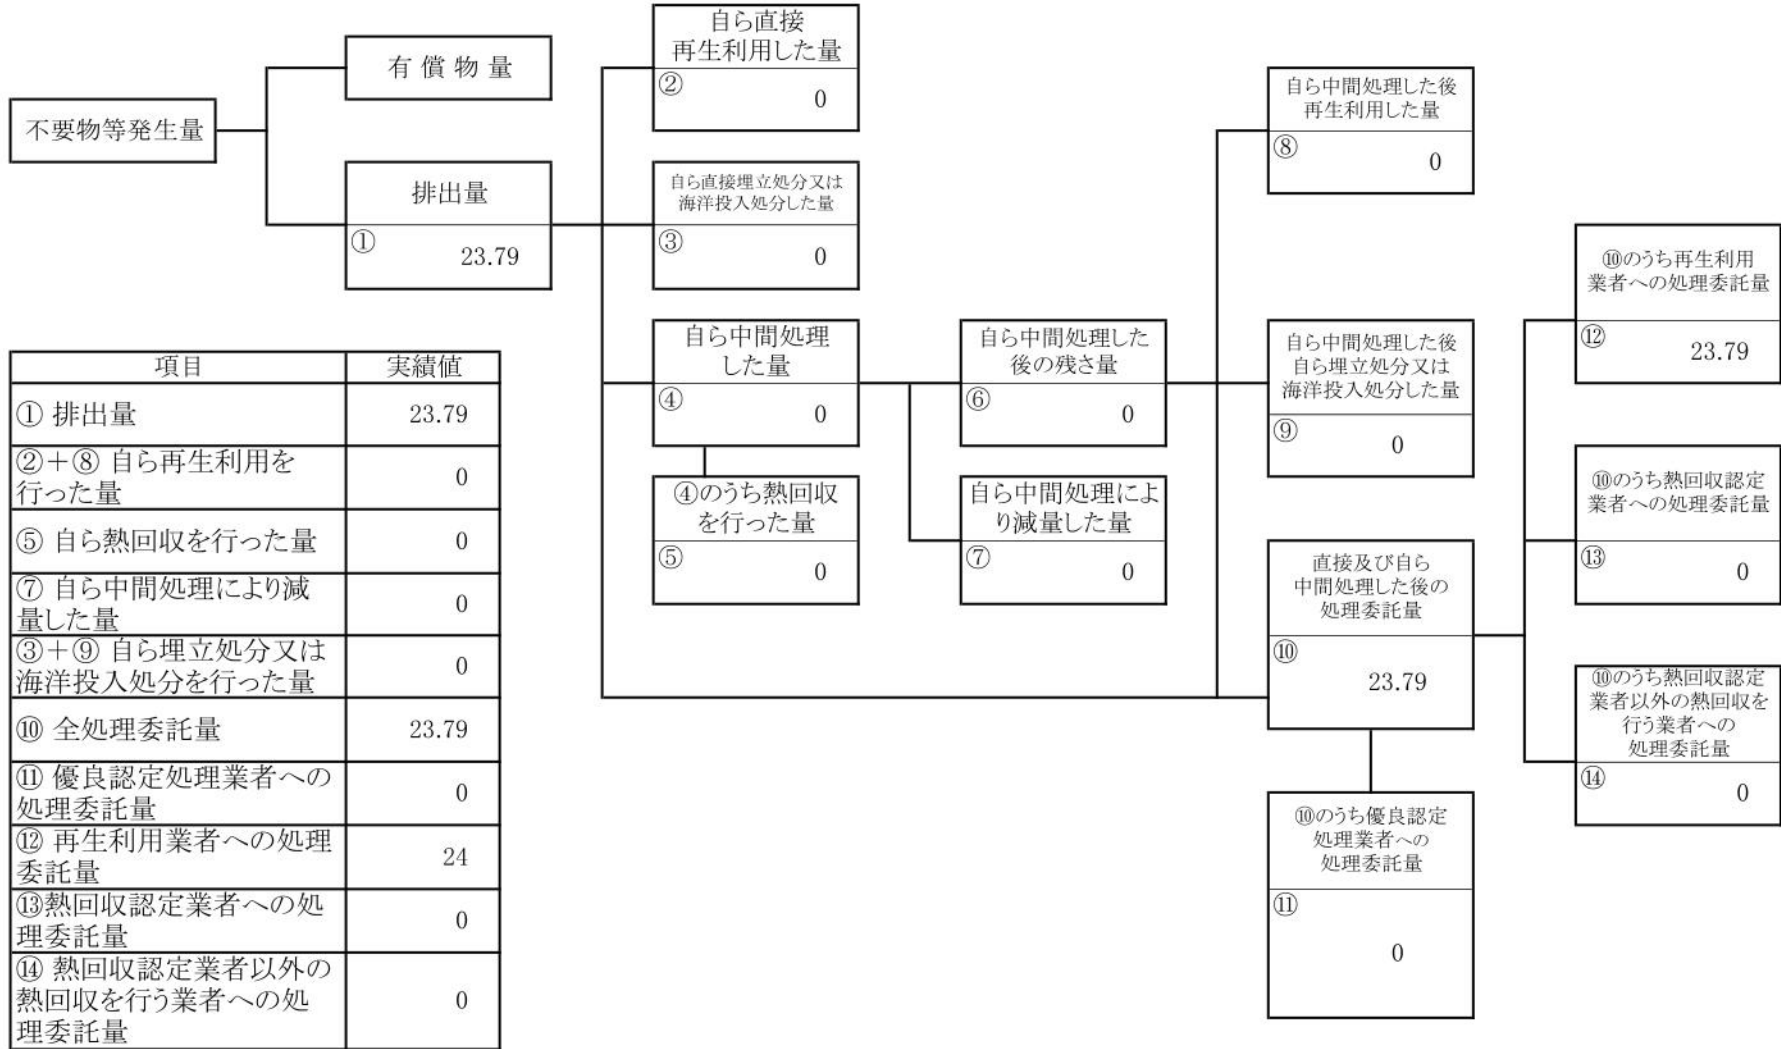 不要物等発生量
有 償 物 量
排出量
①
23.79
自ら直接
再生利用した量
②
0
自ら直接埋立処分又は
海洋投入処分した量
③
0
自ら中間処理
した量
④
0
④のうち熱回収
を行った量
⑤
0
自ら中間処理した
後の残さ量
⑥
0
自ら中間処理によ
り減量した量
⑦
0
自ら中間処理した後
再生利用した量
⑧
0
自ら中間処理した後
自ら埋立処分又は
海洋投入処分した量
⑨
0
直接及び自ら
中間処理した後の
処理委託量
⑩
23.79
⑩のうち優良認定
処理業者への
処理委託量
⑪
0
⑩のうち再生利用
業者への処理委託量
⑫
23.79
⑩のうち熱回収認定
業者への処理委託量
⑬
0
⑩のうち熱回収認定
業者以外の熱回収を
行う業者への
処理委託量
⑭
0
項目 実績値
① 排出量 23.79
②＋⑧ 自ら再生利用を
行った量 0
⑤ 自ら熱回収を行った量 0
⑦ 自ら中間処理により減
量した量 0
③＋⑨ 自ら埋立処分又は
海洋投入処分を行った量 0
⑩ 全処理委託量 23.79
⑪ 優良認定処理業者への
処理委託量 0
⑫ 再生利用業者への処理
委託量 24
⑬熱回収認定業者への処
理委託量 0
⑭ 熱回収認定業者以外の
熱回収を行う業者への処
理委託量 0